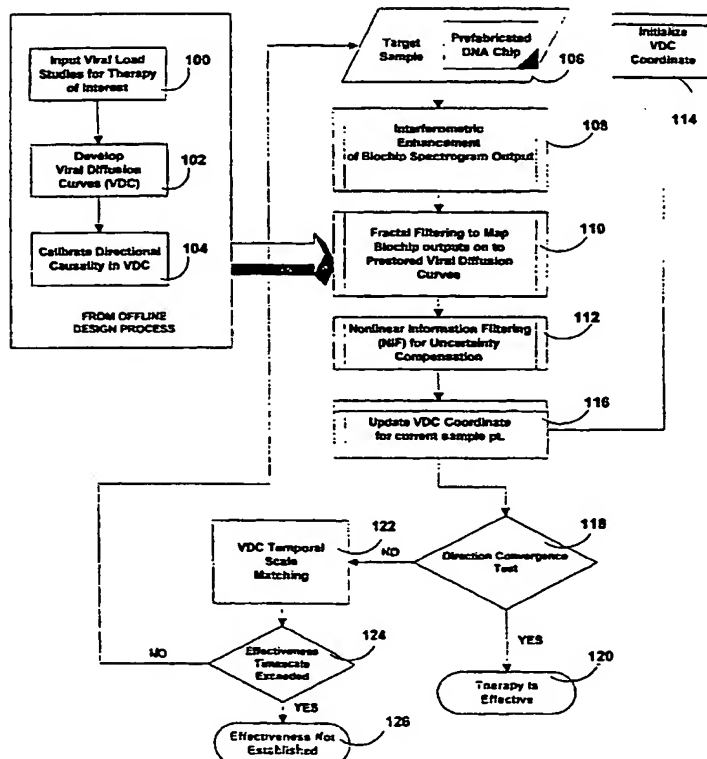 Input Viral Load
Studies for Therapy
of Interest
100
Develop
Viral Diffusion
Curves (VDC)
102
Calibrate Directional
Causality in VDC
104
FROM OFFLINE
DESIGN PROCESS
Target
Sample
Prefabricated
DNA Chip
106
Initialize
VDC
Coordinate
114
Interferometric
Enhancement
of Biochip Spectrogram Output
108
Fractal Filtering to Map
Biochip outputs on to
Prestored Viral Diffusion
Curves
110
Nonlinear Information Filtering
(NIF) for Uncertainty
Compensation
112
Update VDC Coordinate
for current sample pt.
116
Direction Convergence
Test
118
NO
VDC Temporal
Scale
Matching
122
YES
Therapy is
Effective
120
Effectiveness
Timescale
Exceeded
124
NO
YES
Effectiveness Not
Established
126